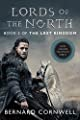 LORDS OF THE
NORTH
BOOK 3 OF THE LAST KINGDOM
BERNARD CORNWELL